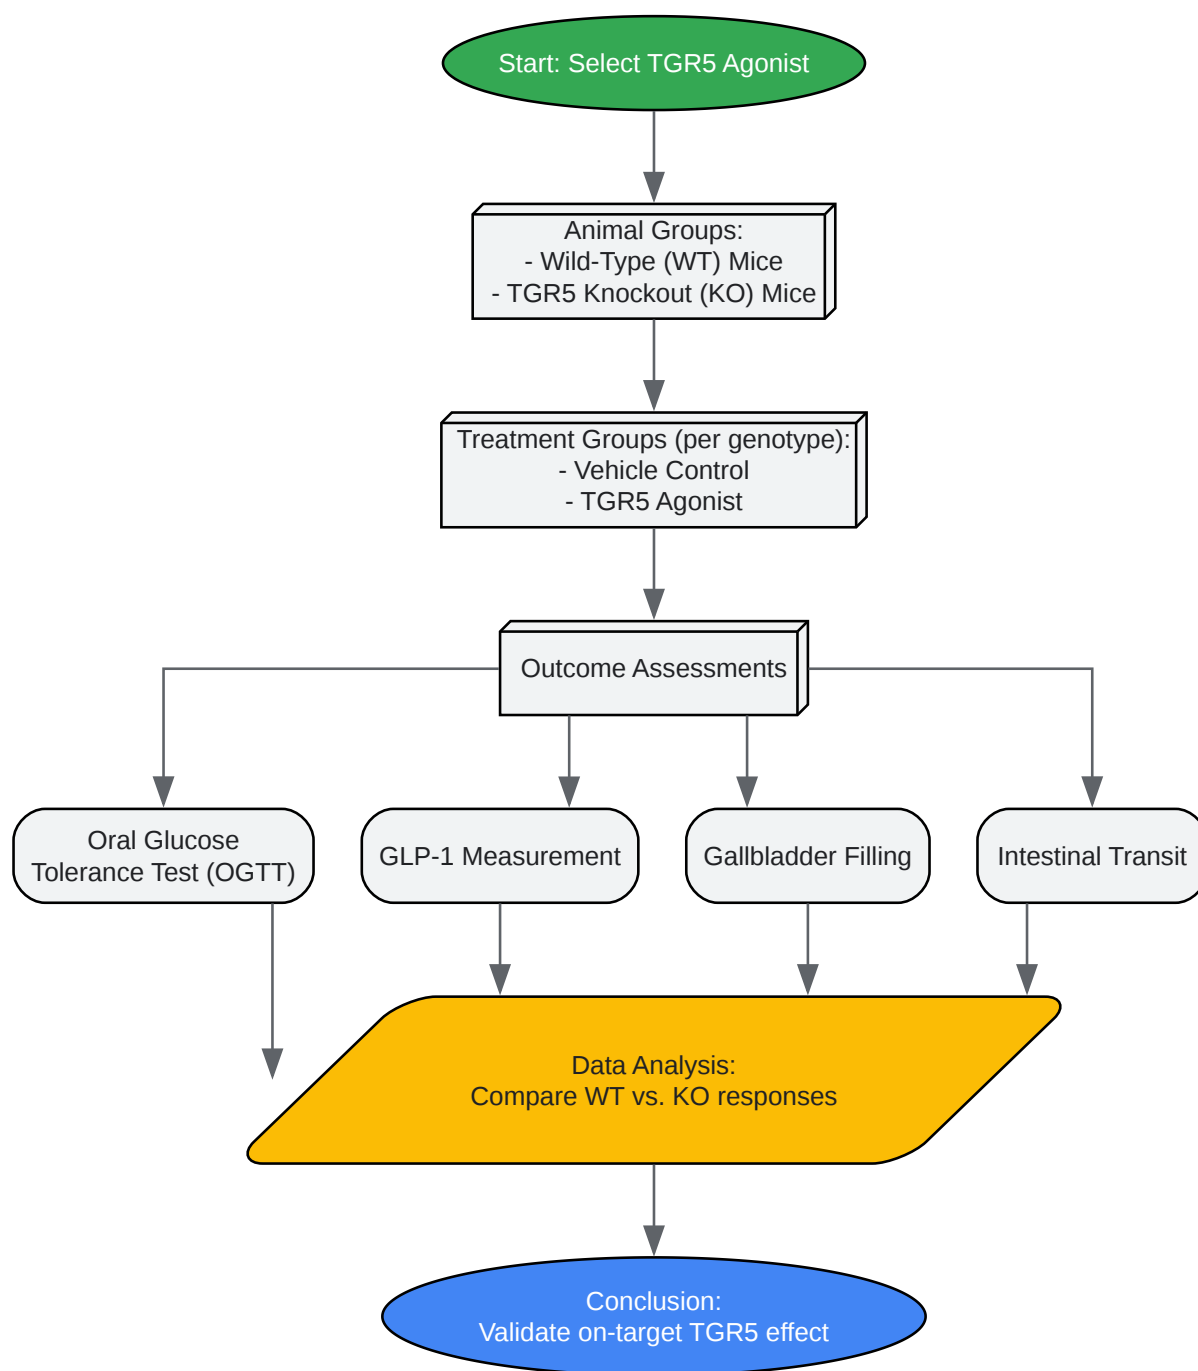 Start: Select TGR5 Agonist
Animal Groups:
- Wild-Type (WT) Mice
- TGR5 Knockout (KO) Mice
Treatment Groups (per genotype):
- Vehicle Control
- TGR5 Agonist
Outcome Assessments
Oral Glucose
Tolerance Test (OGTT)
GLP-1 Measurement
Gallbladder Filling
Intestinal Transit
Data Analysis:
Compare WT vs. KO responses
Conclusion:
Validate on-target TGR5 effect